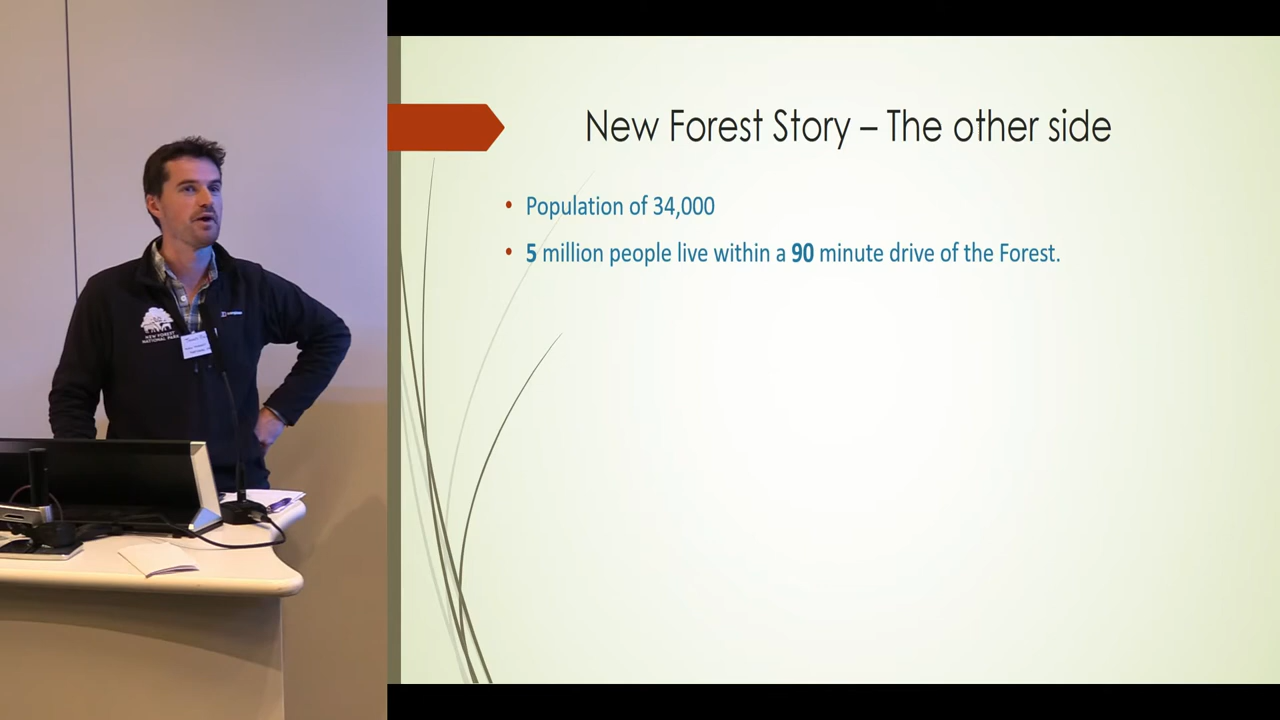 New Forest Story – The other side
• Population of 34,000
• 5 million people live within a 90 minute drive of the Forest.
NEW FOREST
NATIONAL PARK